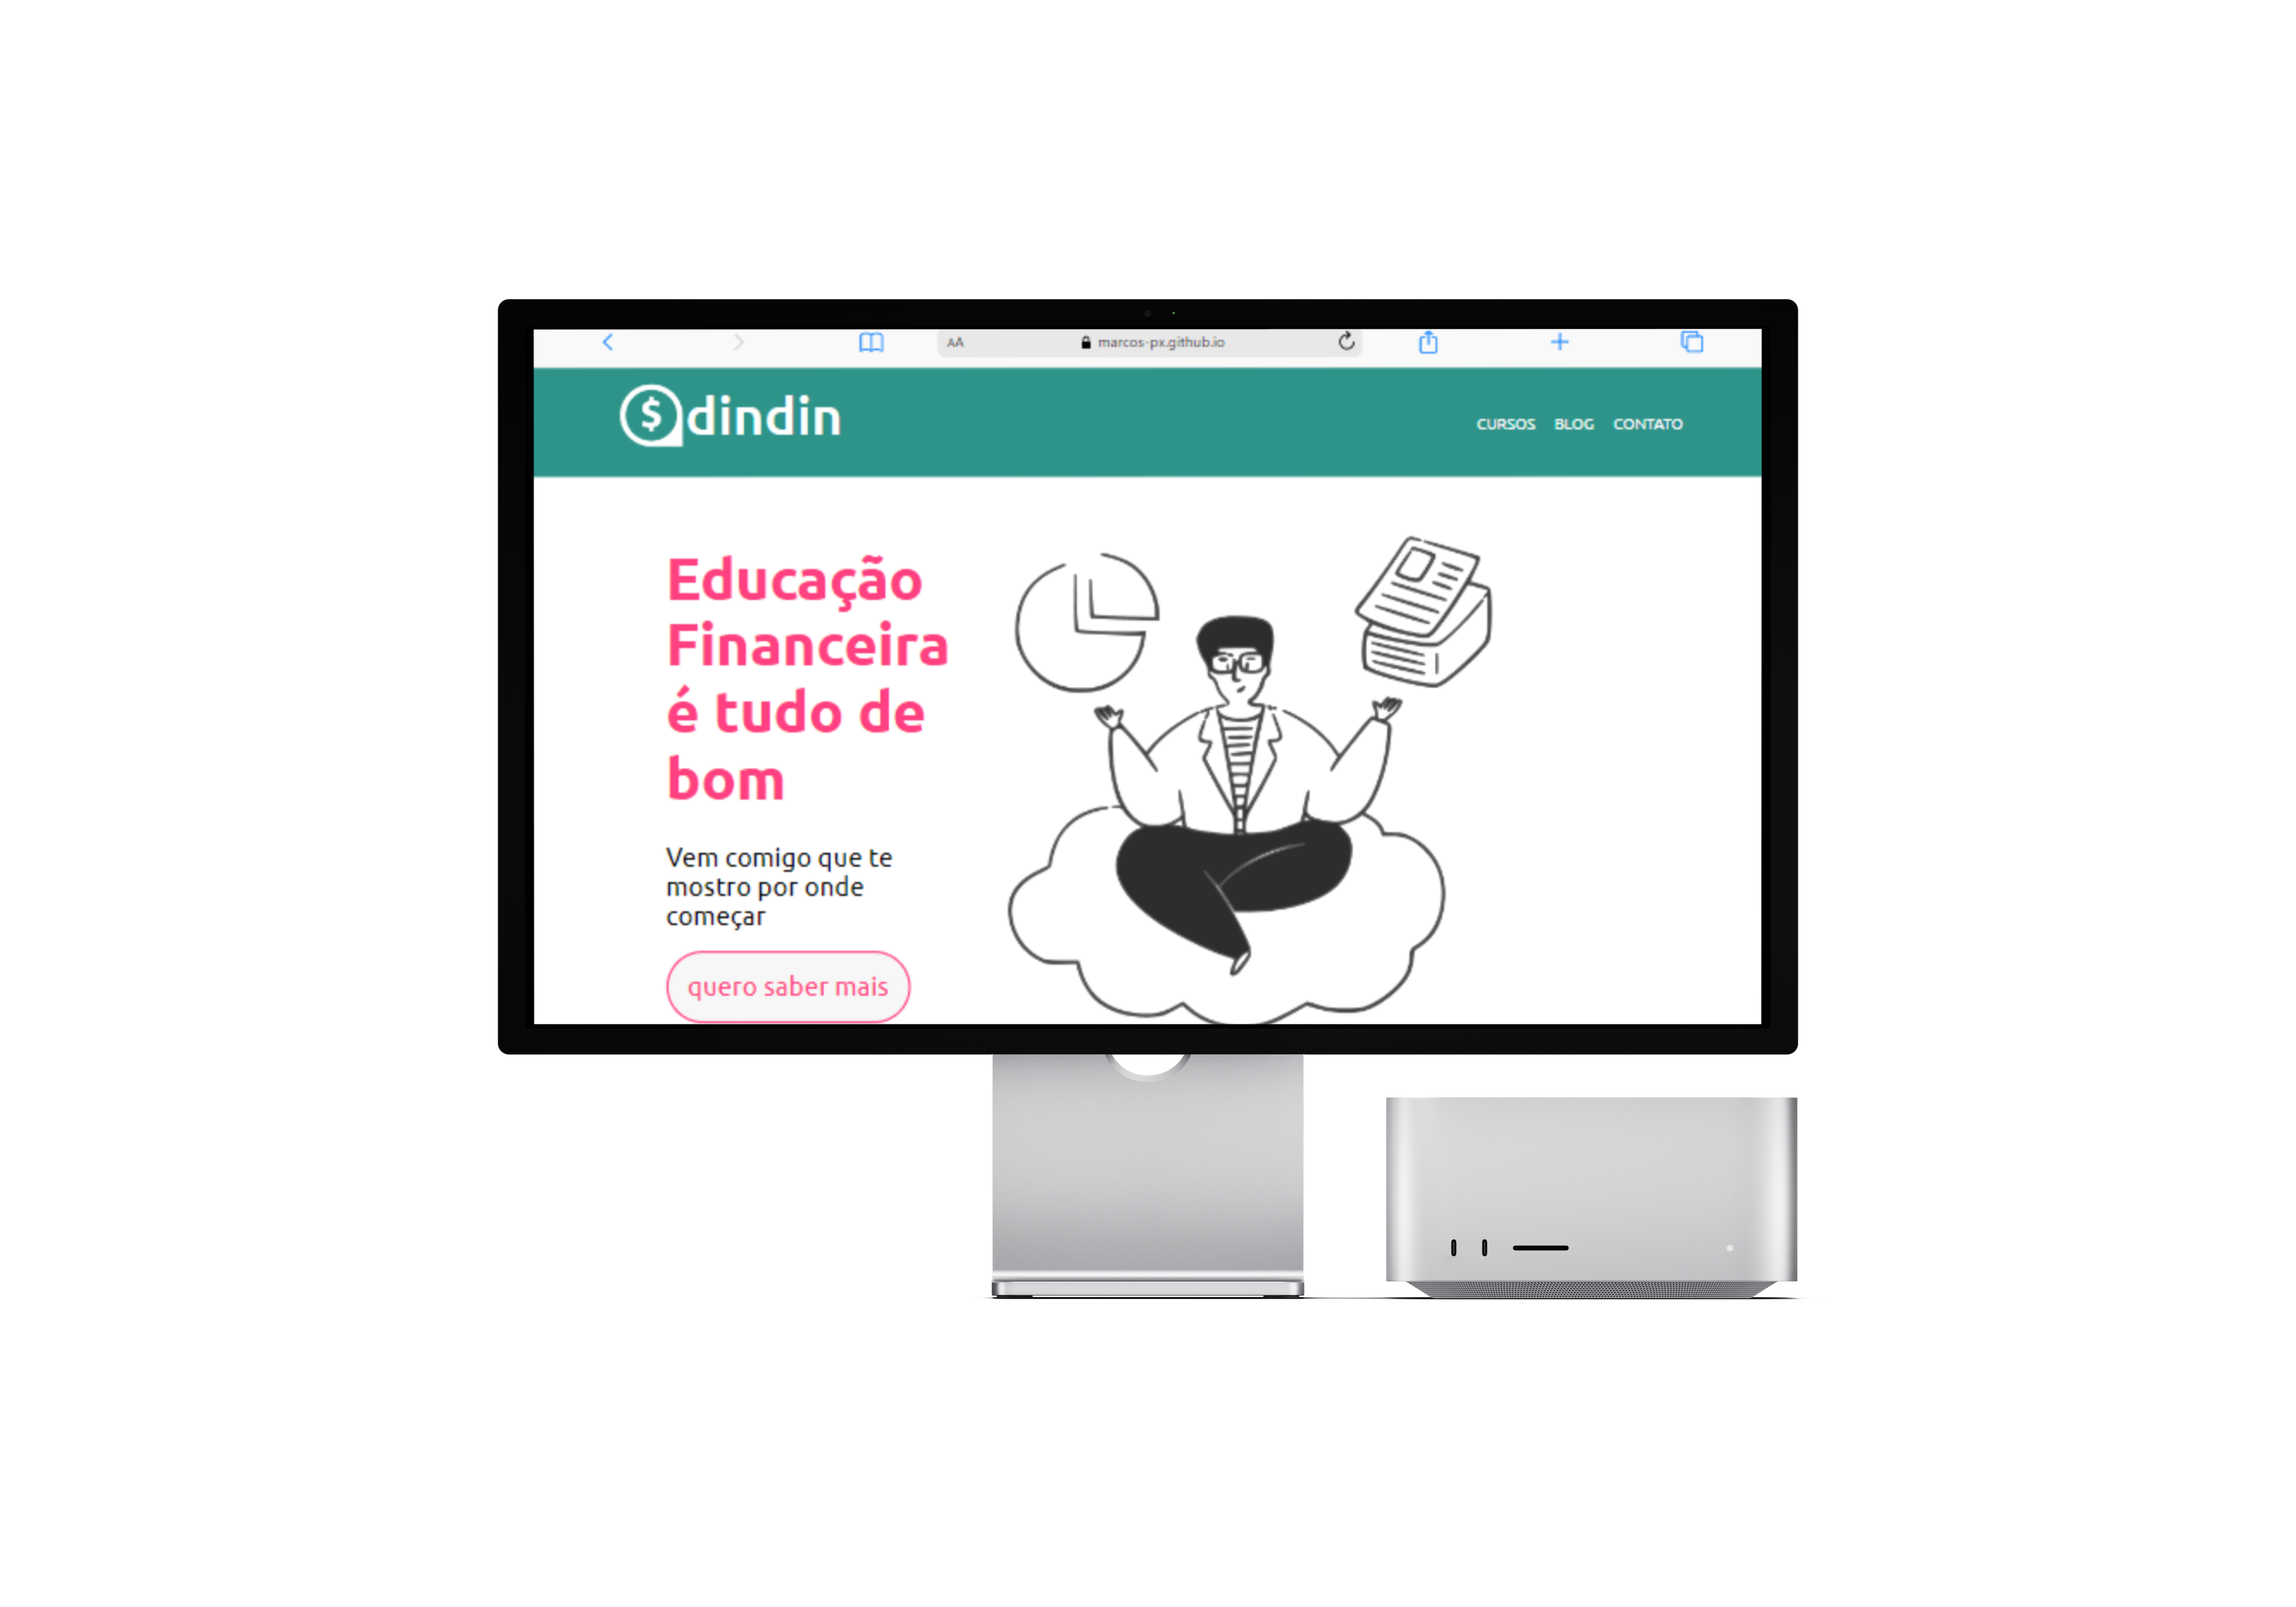 AA marcos-px.github.io
$ dindin
CURSOS BLOG CONTATO
Educação
Financeira
é tudo de
bom
Vem comigo que te
mostro por onde
começar
quero saber mais